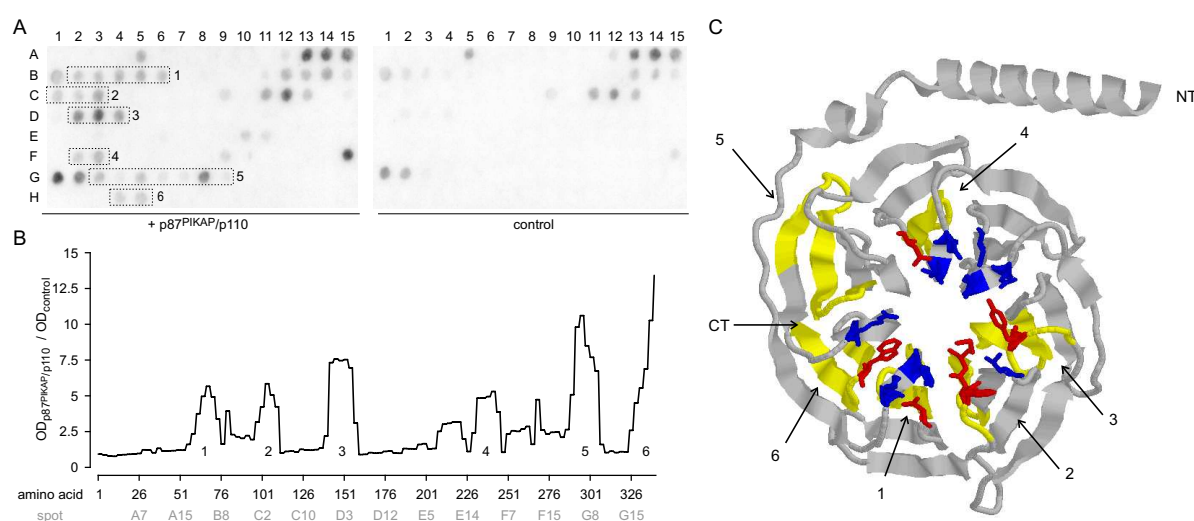 A
1 2 3 4 5 6 7 8 9 10 11 12 13 14 15
1 2 3 4 5 6 7 8 9 10 11 12 13 14 15
A
B 1
C 2
D 3
E
F 4
G 5
H 6
+ p87PIKAP/p110
control
B
ODp87PIKAP/p110 / ODcontrol
15
12.5
10
7.5
5
2.5
0
1 2 3 4 5 6
amino acid 1 26 51 76 101 126 151 176 201 226 251 276 301 326
spot A7 A15 B8 C2 C10 D3 D12 E5 E14 F7 F15 G8 G15
C
NT
5
4
CT
3
6
2
1